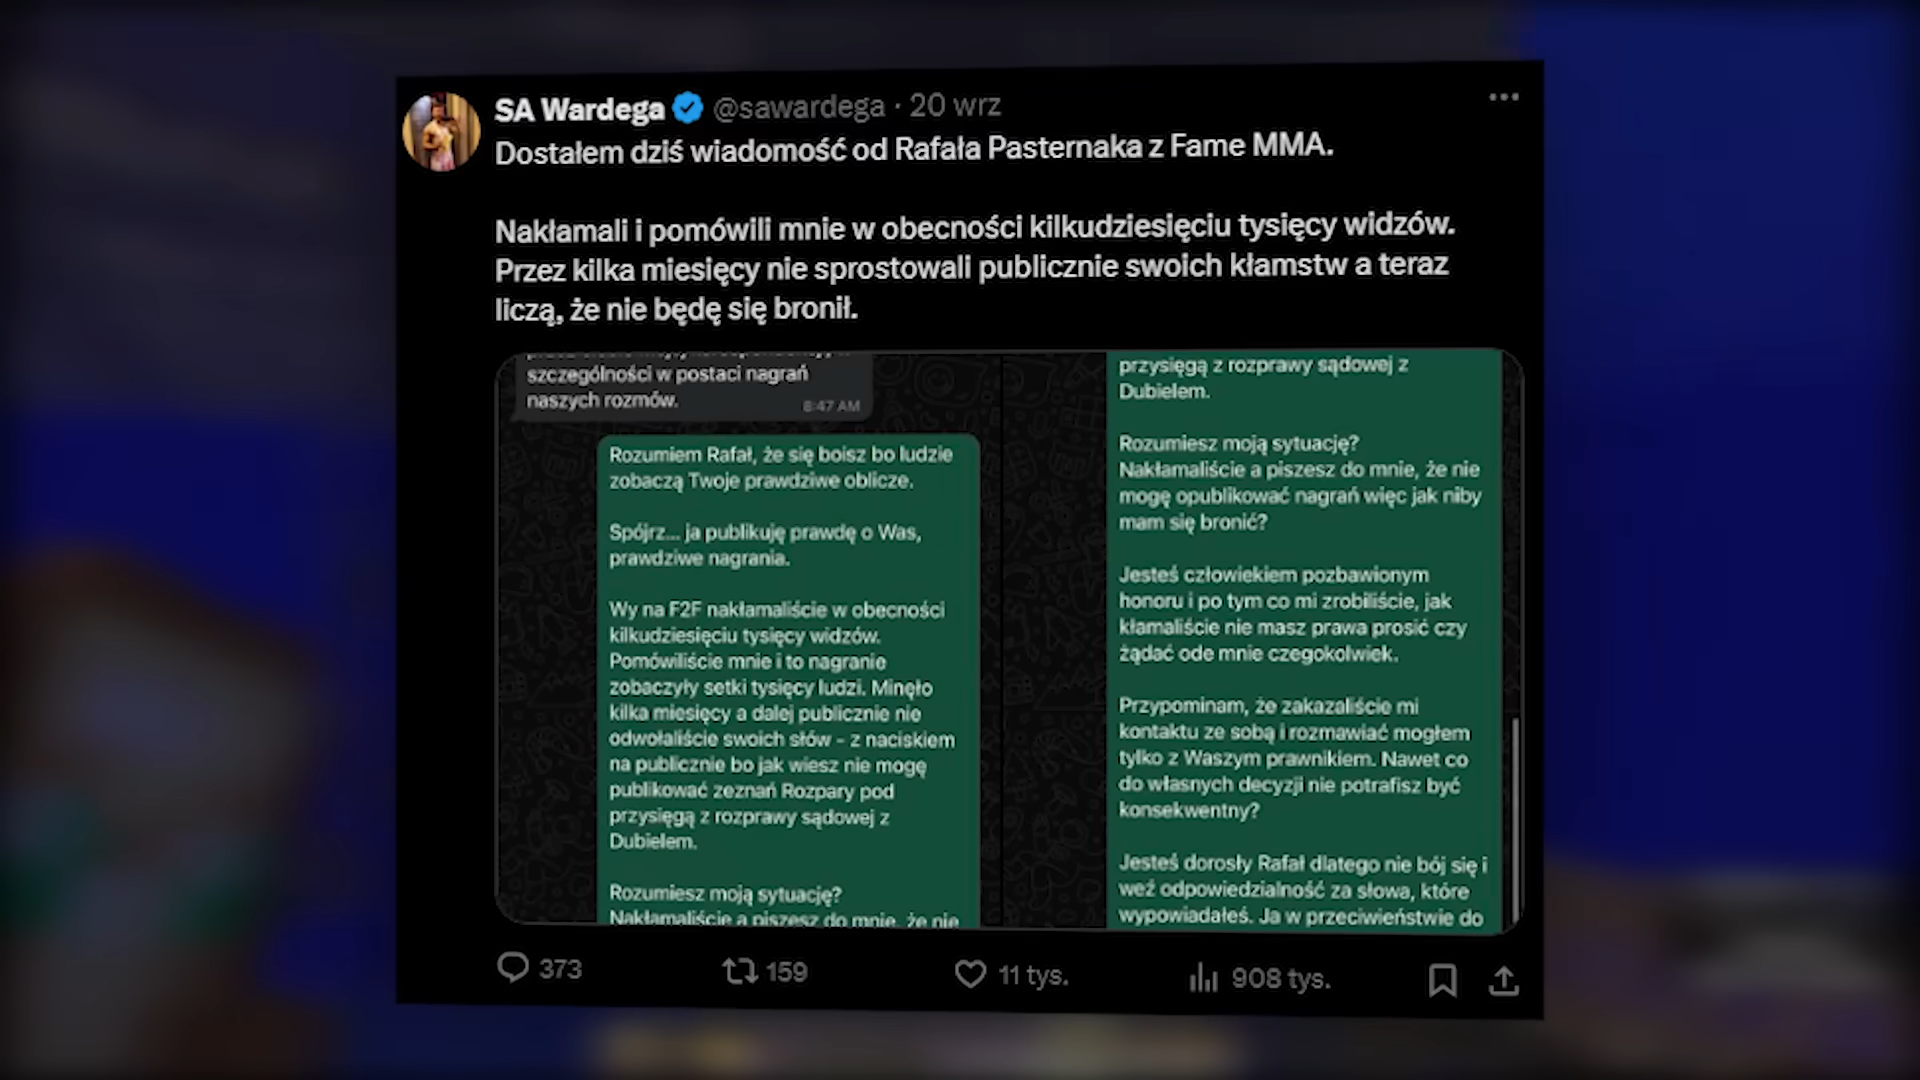 SA Wardega @sawardega · 20 wrz
Dostałem dziś wiadomość od Rafała Pasternaka z Fame MMA.
Nakłamali i pomówili mnie w obecności kilkudziesięciu tysięcy widzów.
Przez kilka miesięcy nie sprostowali publicznie swoich kłamstw a teraz
liczą, że nie będę się bronił.
szczególności w postaci nagrań
naszych rozmów.
8:47 AM
Rozumiem Rafał, że się boisz bo ludzie
zobaczą Twoje prawdziwe oblicze.
Spójrz... ja publikuję prawdę o Was,
prawdziwe nagrania.
Wy na F2F nakłamaliście w obecności
kilkudziesięciu tysięcy widzów.
Pomówiliście mnie i to nagranie
zobaczyły setki tysięcy ludzi. Minęło
kilka miesięcy a dalej publicznie nie
odwołaliście swoich słów - z naciskiem
na publicznie bo jak wiesz nie mogę
publikować zeznań Rozpary pod
przysięgą z rozprawy sądowej z
Dubielem.
Rozumiesz moją sytuację?
Nakłamaliście a piszesz do mnie, że nie
przysięgą z rozprawy sądowej z
Dubielem.
Rozumiesz moją sytuację?
Nakłamaliście a piszesz do mnie, że nie
mogę opublikować nagrań więc jak niby
mam się bronić?
Jesteś człowiekiem pozbawionym
honoru i po tym co mi zrobiliście, jak
kłamaliście nie masz prawa prosić czy
żądać ode mnie czegokolwiek.
Przypominam, że zakazaliście mi
kontaktu ze sobą i rozmawiać mogłem
tylko z Waszym prawnikiem. Nawet co
do własnych decyzji nie potrafisz być
konsekwentny?
Jesteś dorosły Rafał dlatego nie bój się i
weź odpowiedzialność za słowa, które
wypowiadałeś. Ja w przeciwieństwie do
373 159 11 tys. 908 tys.